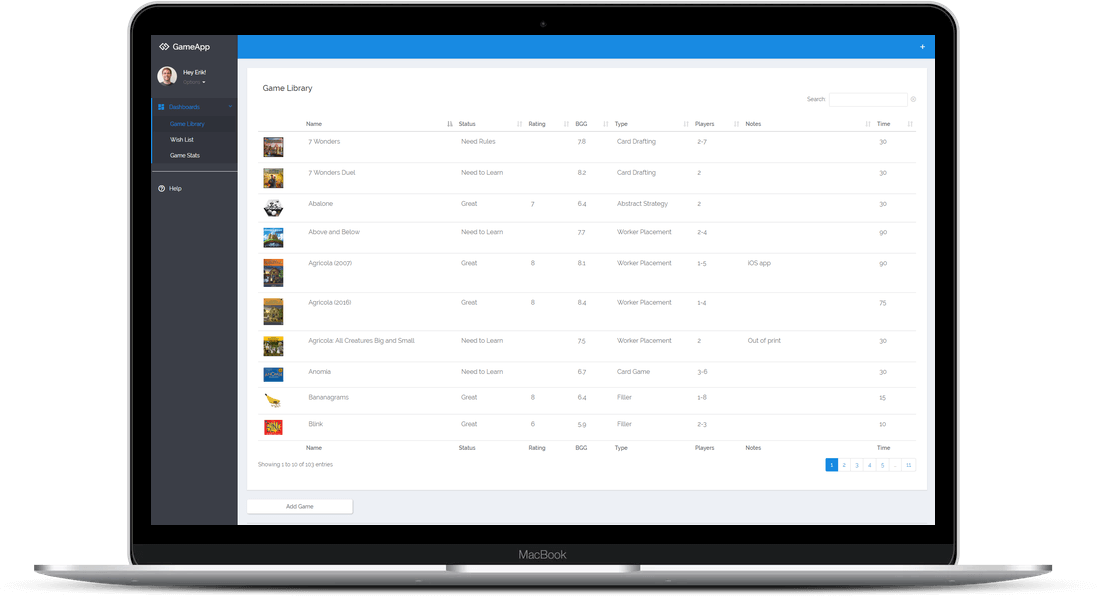 GameApp
+
Hey Erik!
Options
Dashboards
Game Library
Wish List
Game Stats
Help
Game Library
Search
Name Status Rating BGG Type Players Notes Time
7 Wonders Need Rules 7.8 Card Drafting 2-7 30
7 Wonders Duel Need to Learn 8.2 Card Drafting 2 30
Abalone Great 7 6.4 Abstract Strategy 2 30
Above and Below Need to Learn 7.7 Worker Placement 2-4 90
Agricola (2007) Great 8 8.1 Worker Placement 1-5 iOS app 90
Agricola (2016) Great 8 8.4 Worker Placement 1-4 75
Agricola: All Creatures Big and Small Need to Learn 7.5 Worker Placement 2 Out of print 30
Anomia Need to Learn 6.7 Card Game 3-6 30
Bananagrams Great 8 6.4 Filler 1-8 15
Blink Great 6 5.9 Filler 2-3 10
Name Status Rating BGG Type Players Notes Time
Showing 1 to 10 of 103 entries
1 2 3 4 5 . 11
Add Game
MacBook